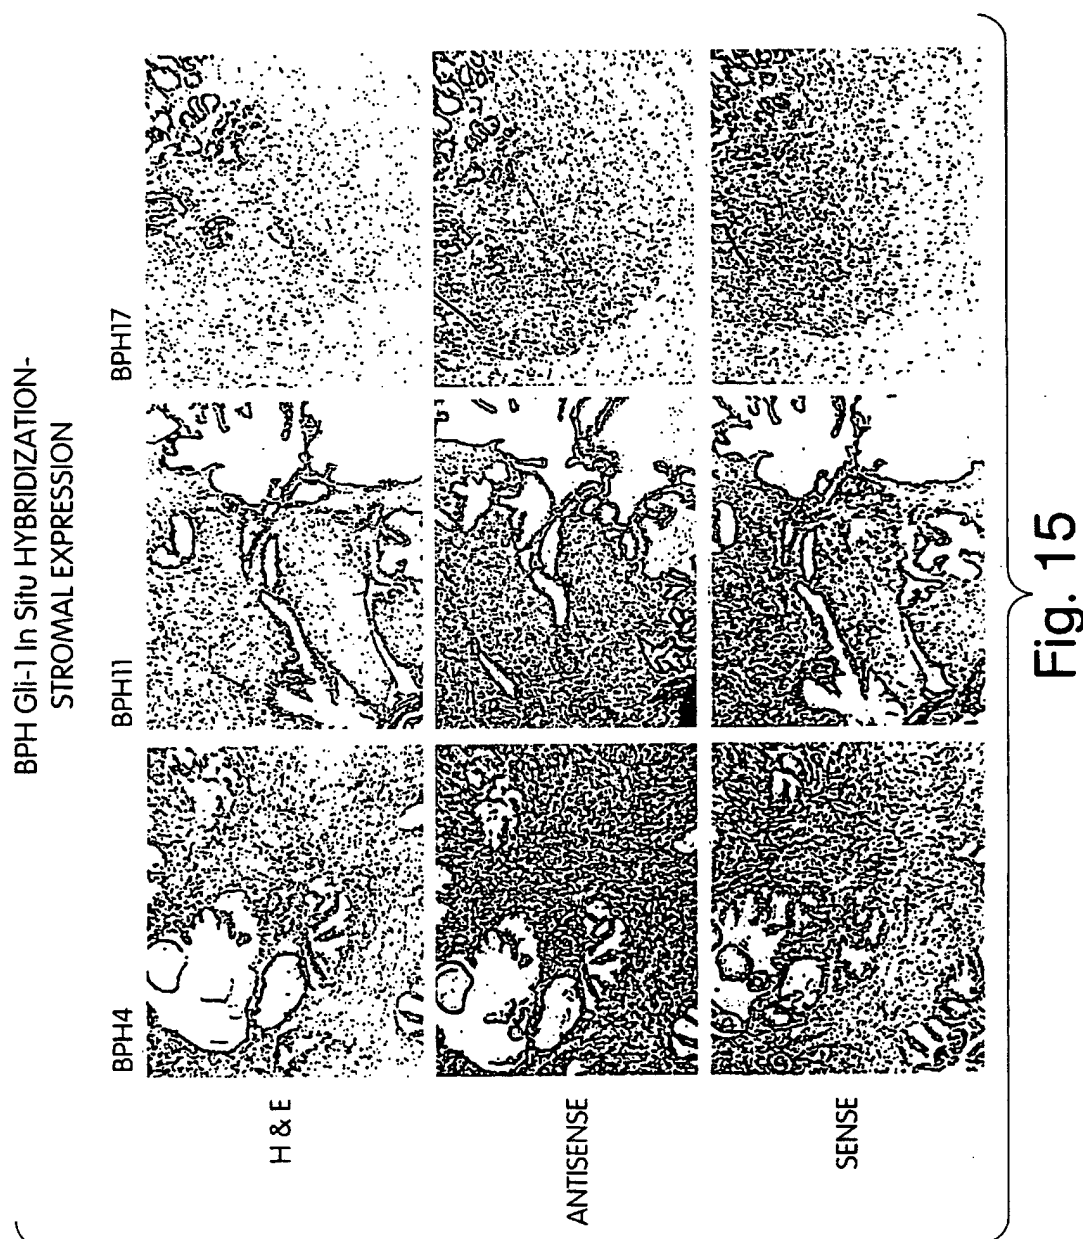 BPH Gli-1 In Situ HYBRIDIZATION-
STROMAL EXPRESSION
BPH4
BPH11
BPH17
H & E
ANTISENSE
SENSE
Fig. 15